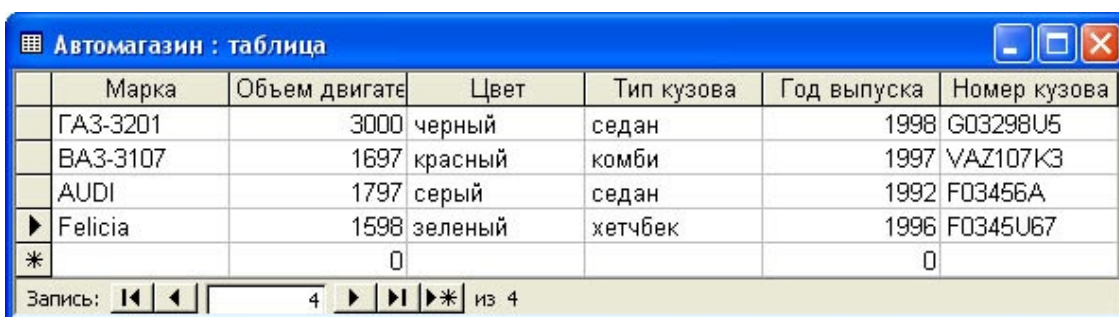 Автомагазин : таблица
Марка Объем двигате Цвет Тип кузова Год выпуска Номер кузова
ГАЗ-3201 3000 черный седан 1998 G03298U5
ВАЗ-3107 1697 красный комби 1997 VAZ107K3
AUDI 1797 серый седан 1992 F03456A
Felicia 1598 зеленый хетчбек 1996 F0345U67
0 0
Запись: 4 из 4